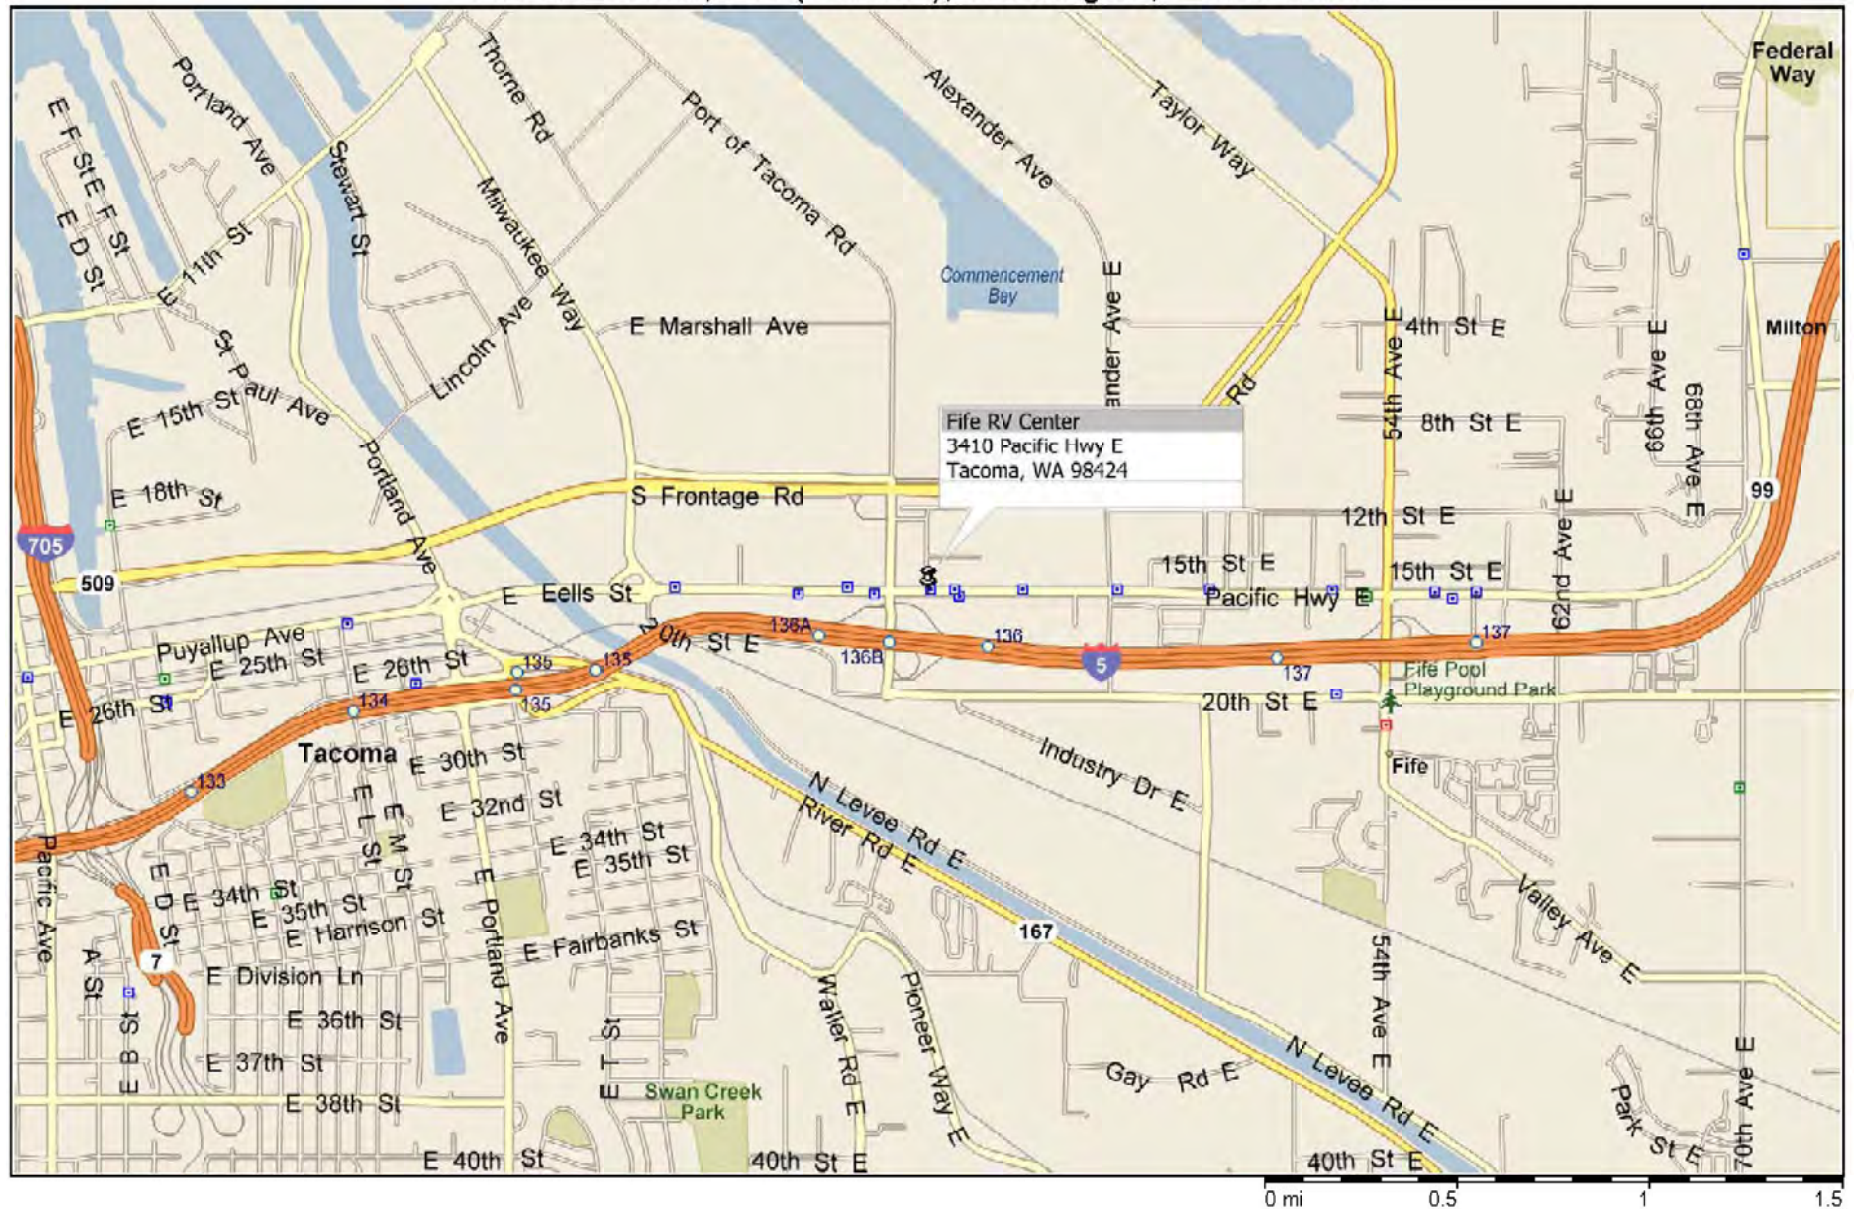 Federal
Way
Portland Ave
Thorne Rd
Port of Tacoma Rd
Alexander Ave
Taylor Way
E F St
E F St
E D St
Stewart St
Milwaukee Way
E 11th St
Commencement
Bay
ander Ave E
E Marshall Ave
4th St E
Milton
54th Ave E
66th Ave E
68th Ave E
St Paul Ave
Lincoln Ave
Rd
E 15th St
8th St E
Fife RV Center
3410 Pacific Hwy E
Tacoma, WA 98424
Portland Ave
E 18th St
S Frontage Rd
99
12th St E
62nd Ave E
705
509
15th St E
15th St E
E Eells St
Pacific Hwy E
Puyallup Ave
20th St E
136A
136B
136
137
137
5
E 25th St
E 26th St
135
135
135
134
Fife Pool
Playground Park
E 26th St
20th St E
Tacoma
E 30th St
Industry Dr E
Fife
133
E L St
E M St
E 32nd St
N Levee Rd E
River Rd E
E 34th St
E 35th St
Pacific Ave
E D St
E 34th St
E 35th St
E Harrison St
E Portland Ave
E Fairbanks St
167
Valley Ave E
7
A St
E Division Ln
54th Ave E
E B St
E 36th St
E T St
Waller Rd E
Pioneer Way E
E 37th St
Gay Rd E
N Levee Rd E
E 38th St
Swan Creek
Park
Park St E
70th Ave E
E 40th St
40th St E
40th St E
0 mi 0.5 1 1.5